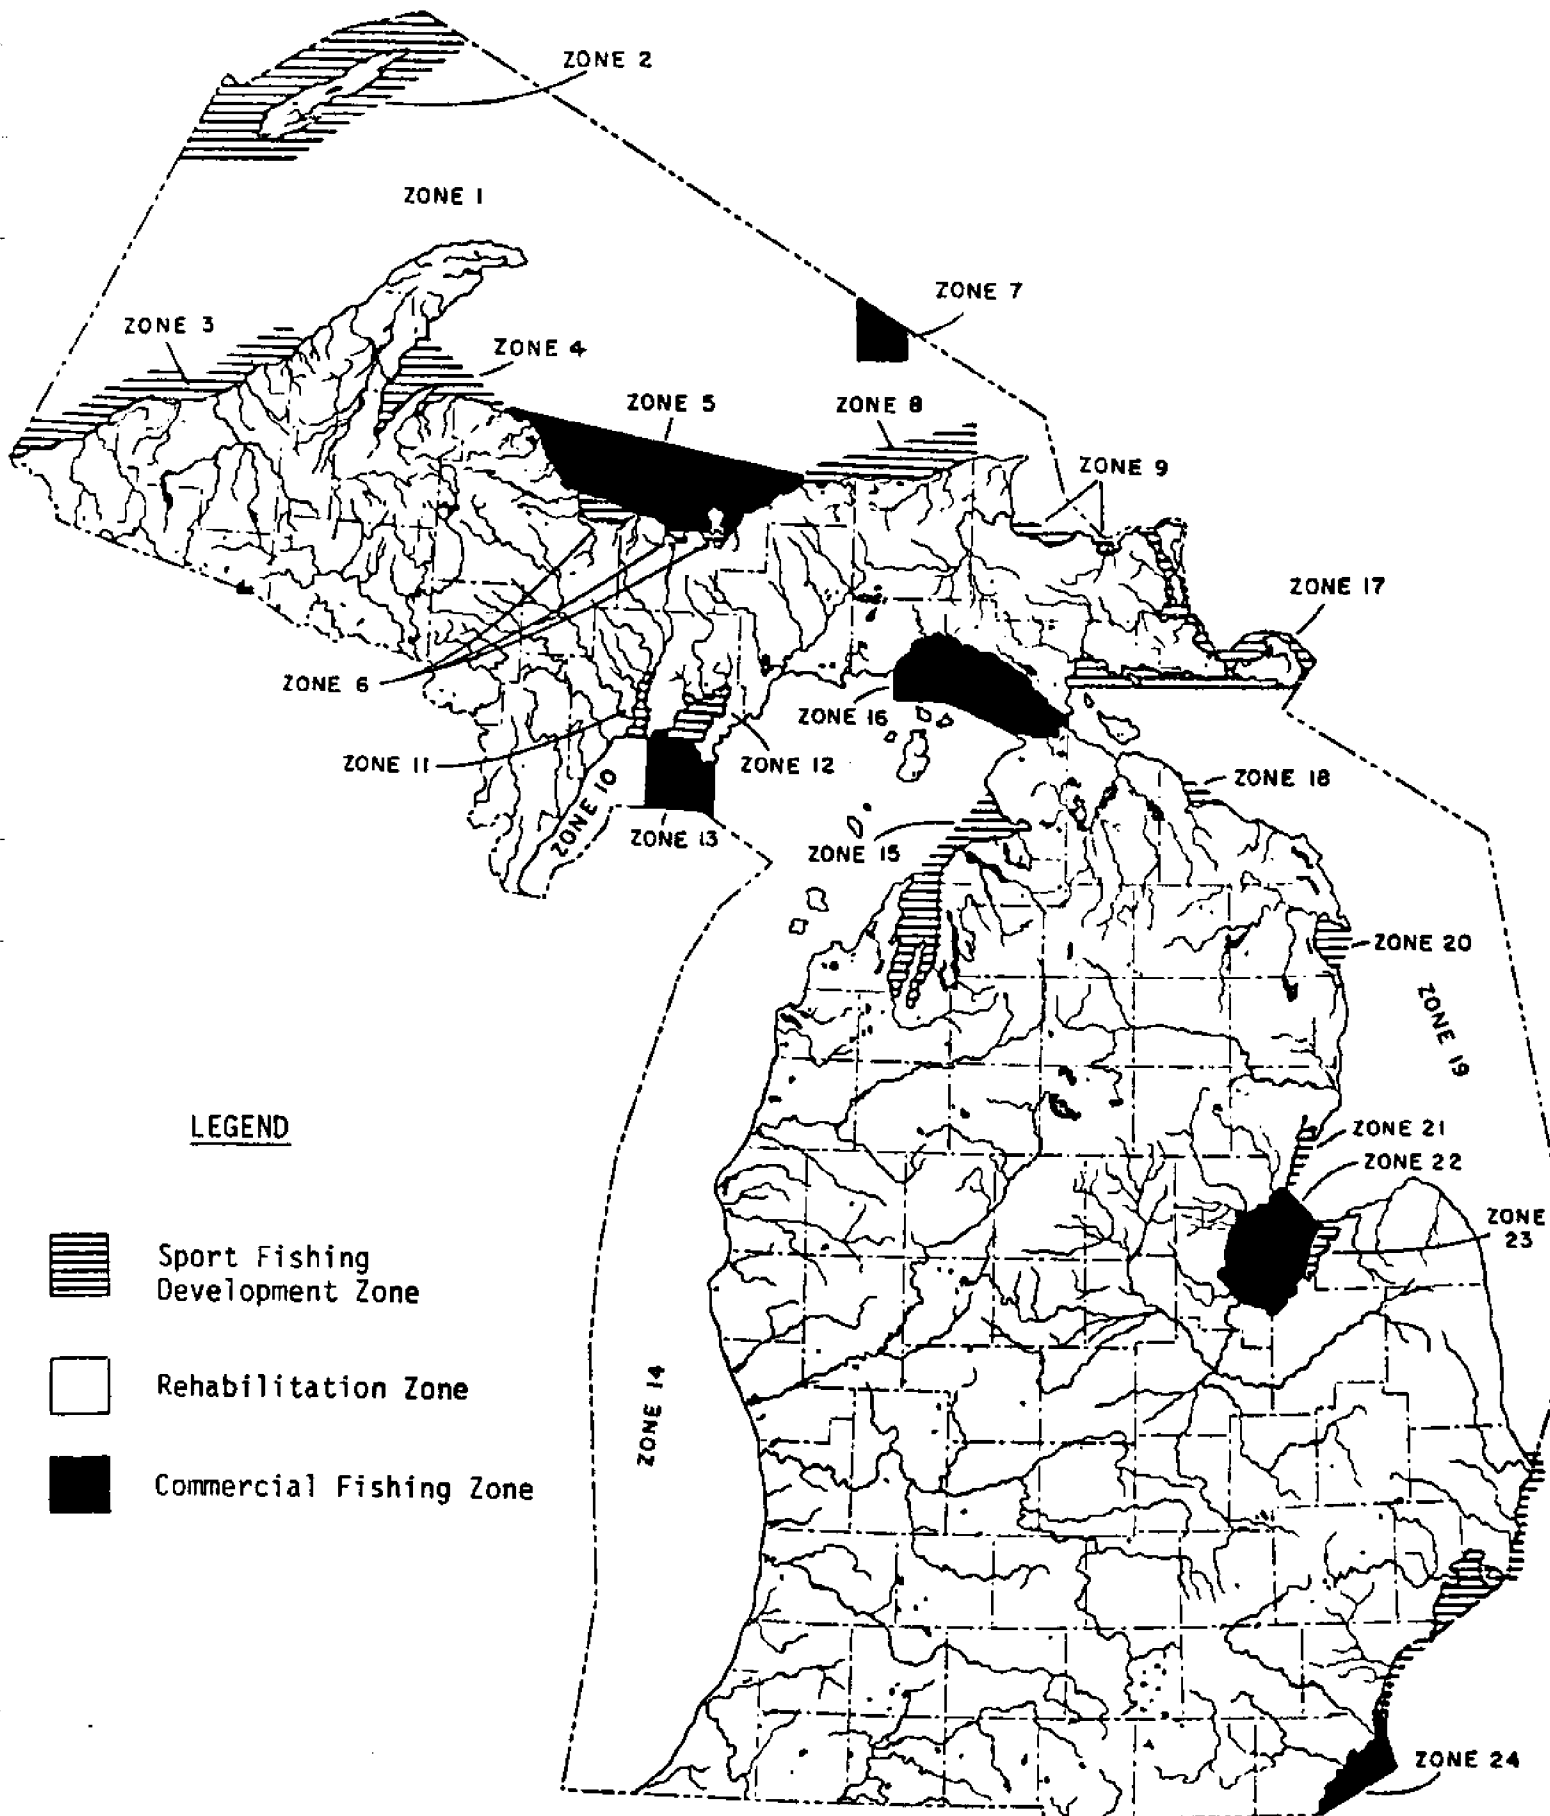 ZONE 2
ZONE 1
ZONE 7
ZONE 3
ZONE 4
ZONE 5
ZONE 8
ZONE 9
ZONE 17
ZONE 6
ZONE 16
ZONE 11
ZONE 12
ZONE 18
ZONE 10
ZONE 13
ZONE 15
ZONE 20
ZONE 19
LEGEND
ZONE 21
ZONE 22
ZONE
23
Sport Fishing
Development Zone
Rehabilitation Zone
ZONE 14
Commercial Fishing Zone
ZONE 24